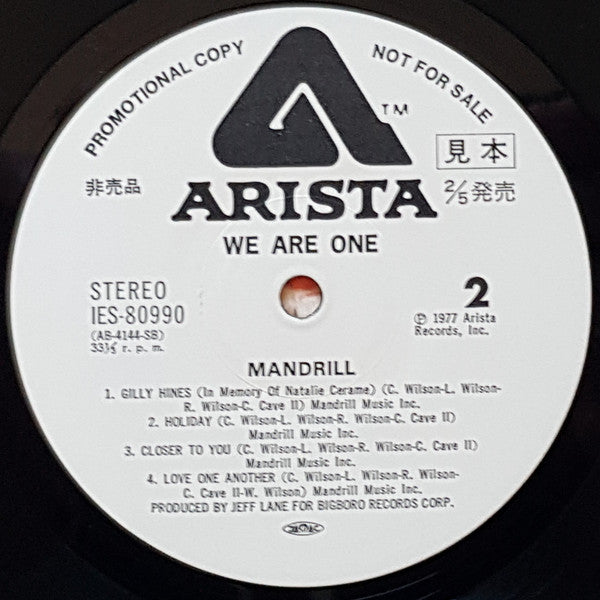 PROMOTIONAL COPY
NOT FOR SALE
TM
見本
非売品
ARISTA
2/5発売
WE ARE ONE
STEREO
IES-80990
(AB-4144-SB)
33⅓ r. p. m.
2
Ⓟ 1977 Arista
Records, Inc.
MANDRILL
1. GILLY HINES (In Memory Of Natalie Cerame) (C. Wilson-L. Wilson-
R. Wilson-C. Cave II) Mandrill Music Inc.
2. HOLIDAY (C. Wilson-L. Wilson-R. Wilson-C. Cave II)
Mandrill Music Inc.
3. CLOSER TO YOU (C. Wilson-L. Wilson-R. Wilson-C. Cave II)
Mandrill Music Inc.
4. LOVE ONE ANOTHER (C. Wilson-L. Wilson-R. Wilson-
C. Cave II-W. Wilson) Mandrill Music Inc.
PRODUCED BY JEFF LANE FOR BIGBORO RECORDS CORP.